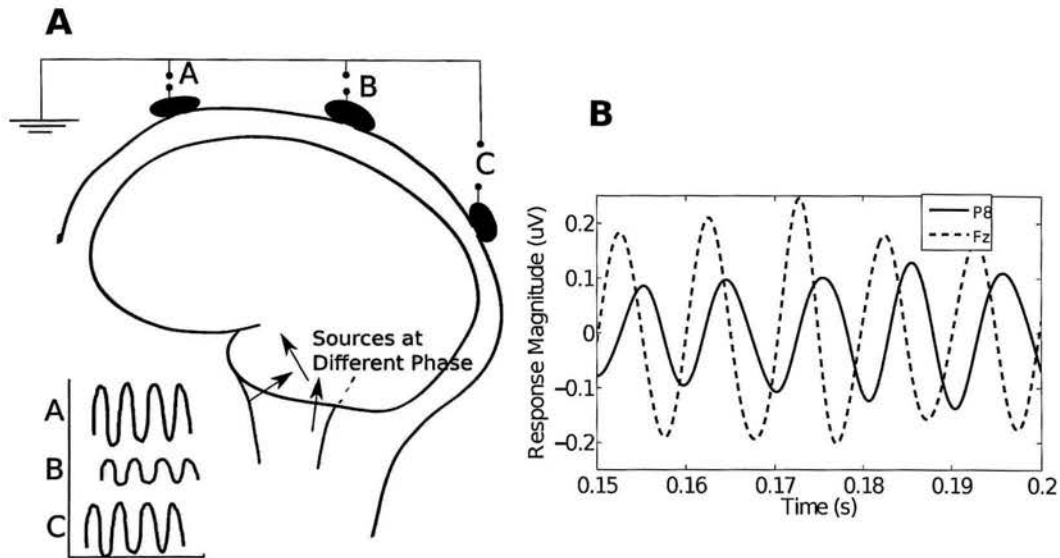 A
A
B
C
Sources at
Different Phase
A
B
C
B
P8
Fz
Response Magnitude (uV)
0.2
0.1
0
−0.1
−0.2
0.15
0.16
0.17
0.18
0.19
0.2
Time (s)